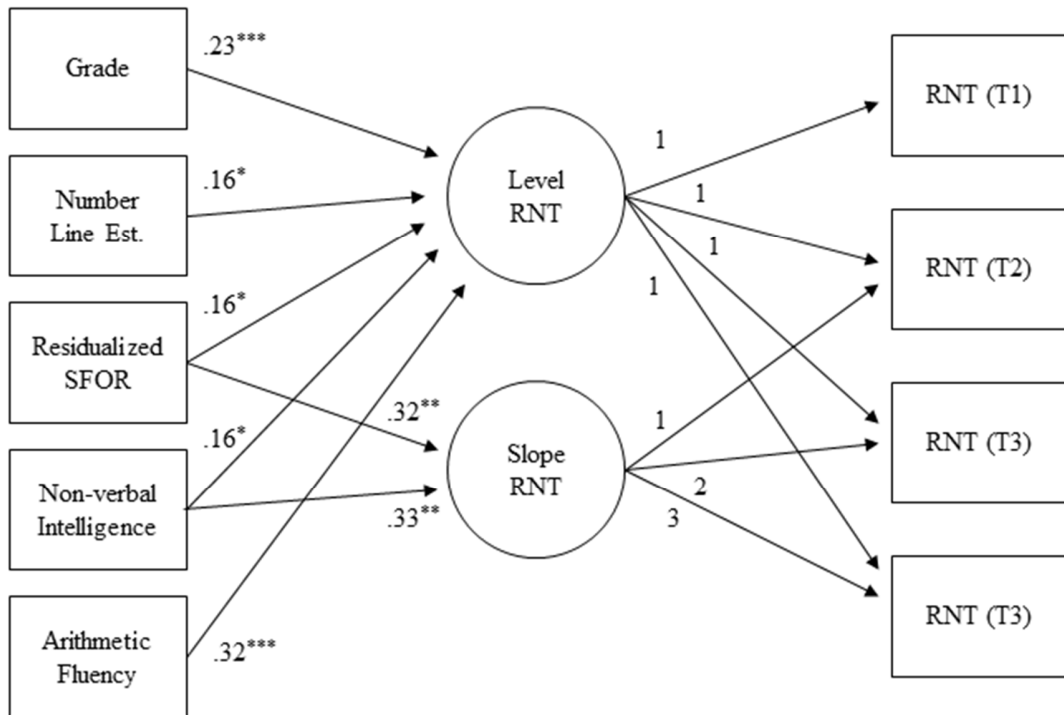 Grade
Number
Line Est.
Residualized
SFOR
Non-verbal
Intelligence
Arithmetic
Fluency
.23***
.16*
.16*
.32**
.16*
.33**
.32***
Level
RNT
Slope
RNT
1
1
1
1
1
2
3
RNT (T1)
RNT (T2)
RNT (T3)
RNT (T3)